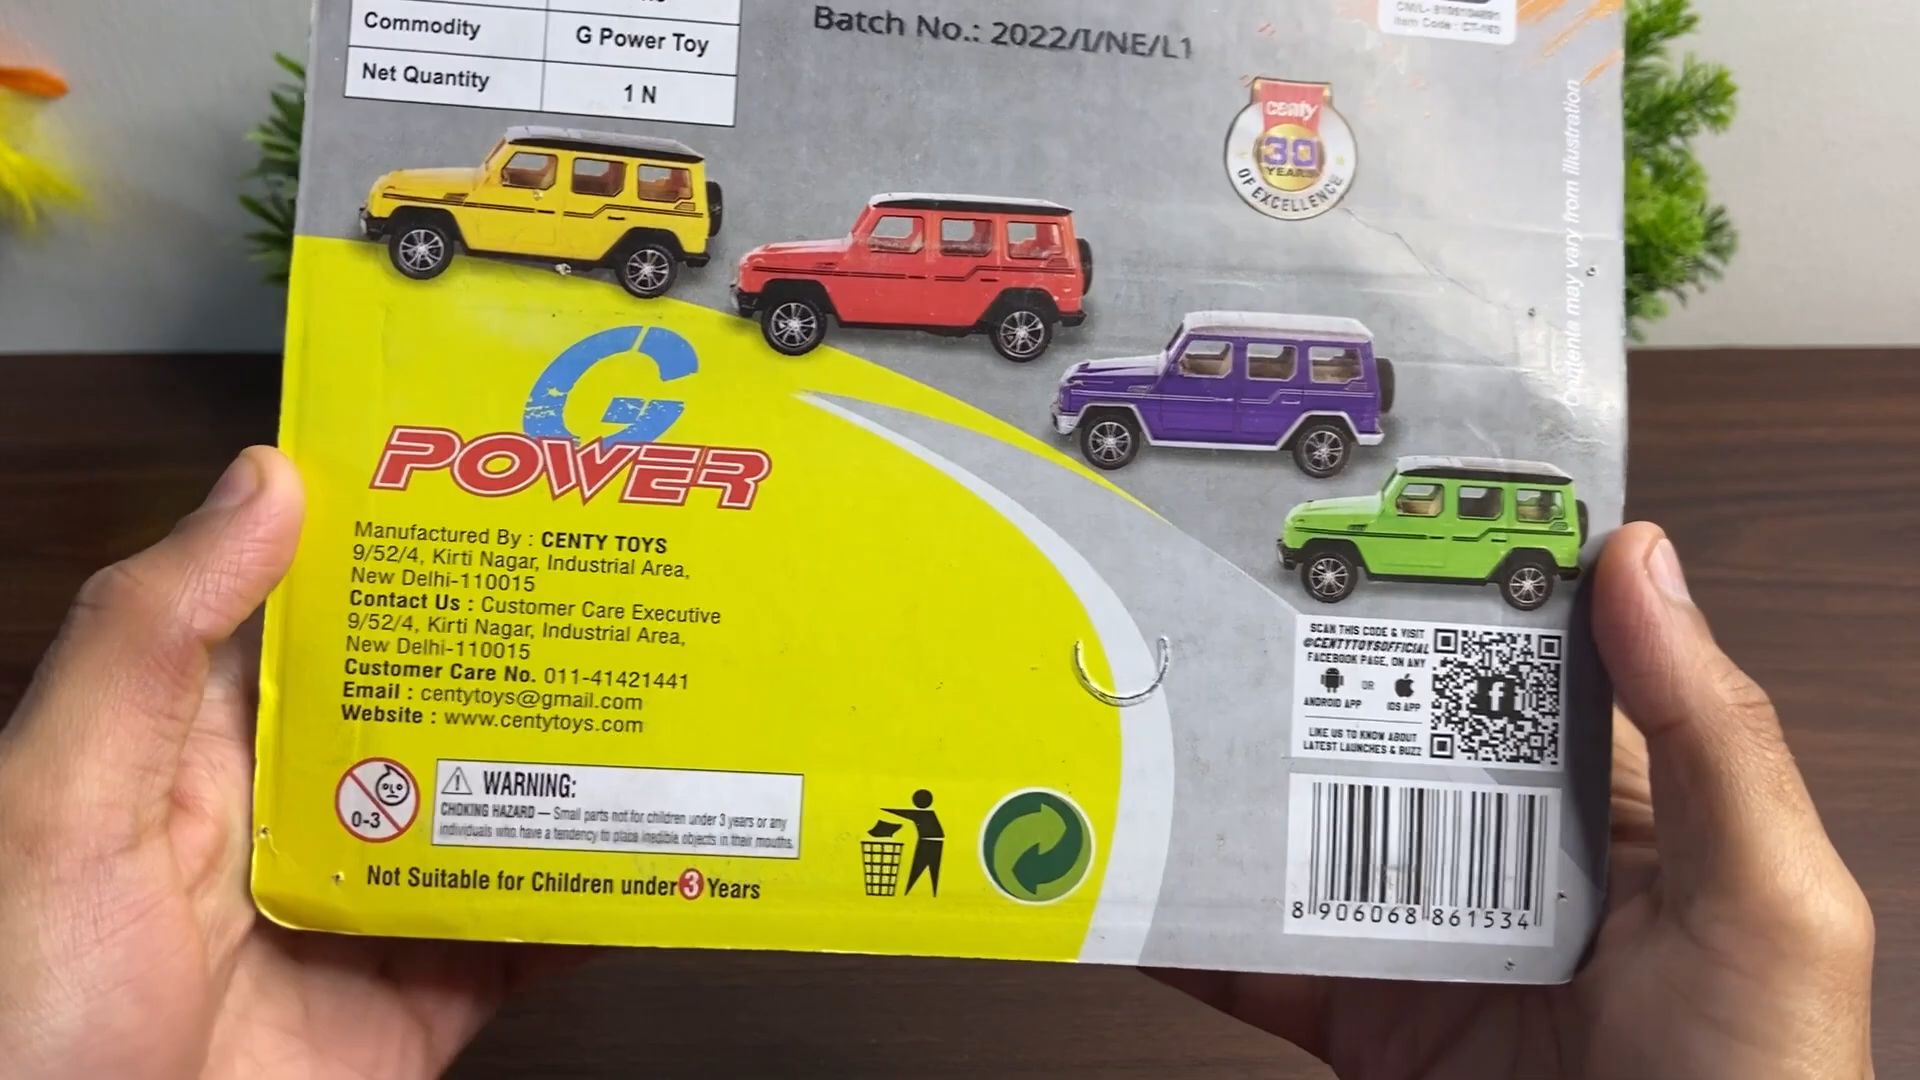 Commodity
G Power Toy
Net Quantity
1 N
Batch No.: 2022/I/NE/L1
Item Code : CT-163
centy
30
YEARS
OF EXCELLENCE
Contents may vary from illustration
G
POWER
Manufactured By : CENTY TOYS
9/52/4, Kirti Nagar, Industrial Area,
New Delhi-110015
Contact Us : Customer Care Executive
9/52/4, Kirti Nagar, Industrial Area,
New Delhi-110015
Customer Care No. 011-41421441
Email : centytoys@gmail.com
Website : www.centytoys.com
SCAN THIS CODE & VISIT
@CENTYTOYSOFFICIAL
FACEBOOK PAGE, ON ANY
OR
ANDROID APP
IOS APP
LIKE US TO KNOW ABOUT
LATEST LAUNCHES & BUZZ
f
0-3
WARNING:
CHOKING HAZARD — Small parts not for children under 3 years or any
individuals who have a tendency to place inedible objects in their mouths.
Not Suitable for Children under 3 Years
8 906068 861534